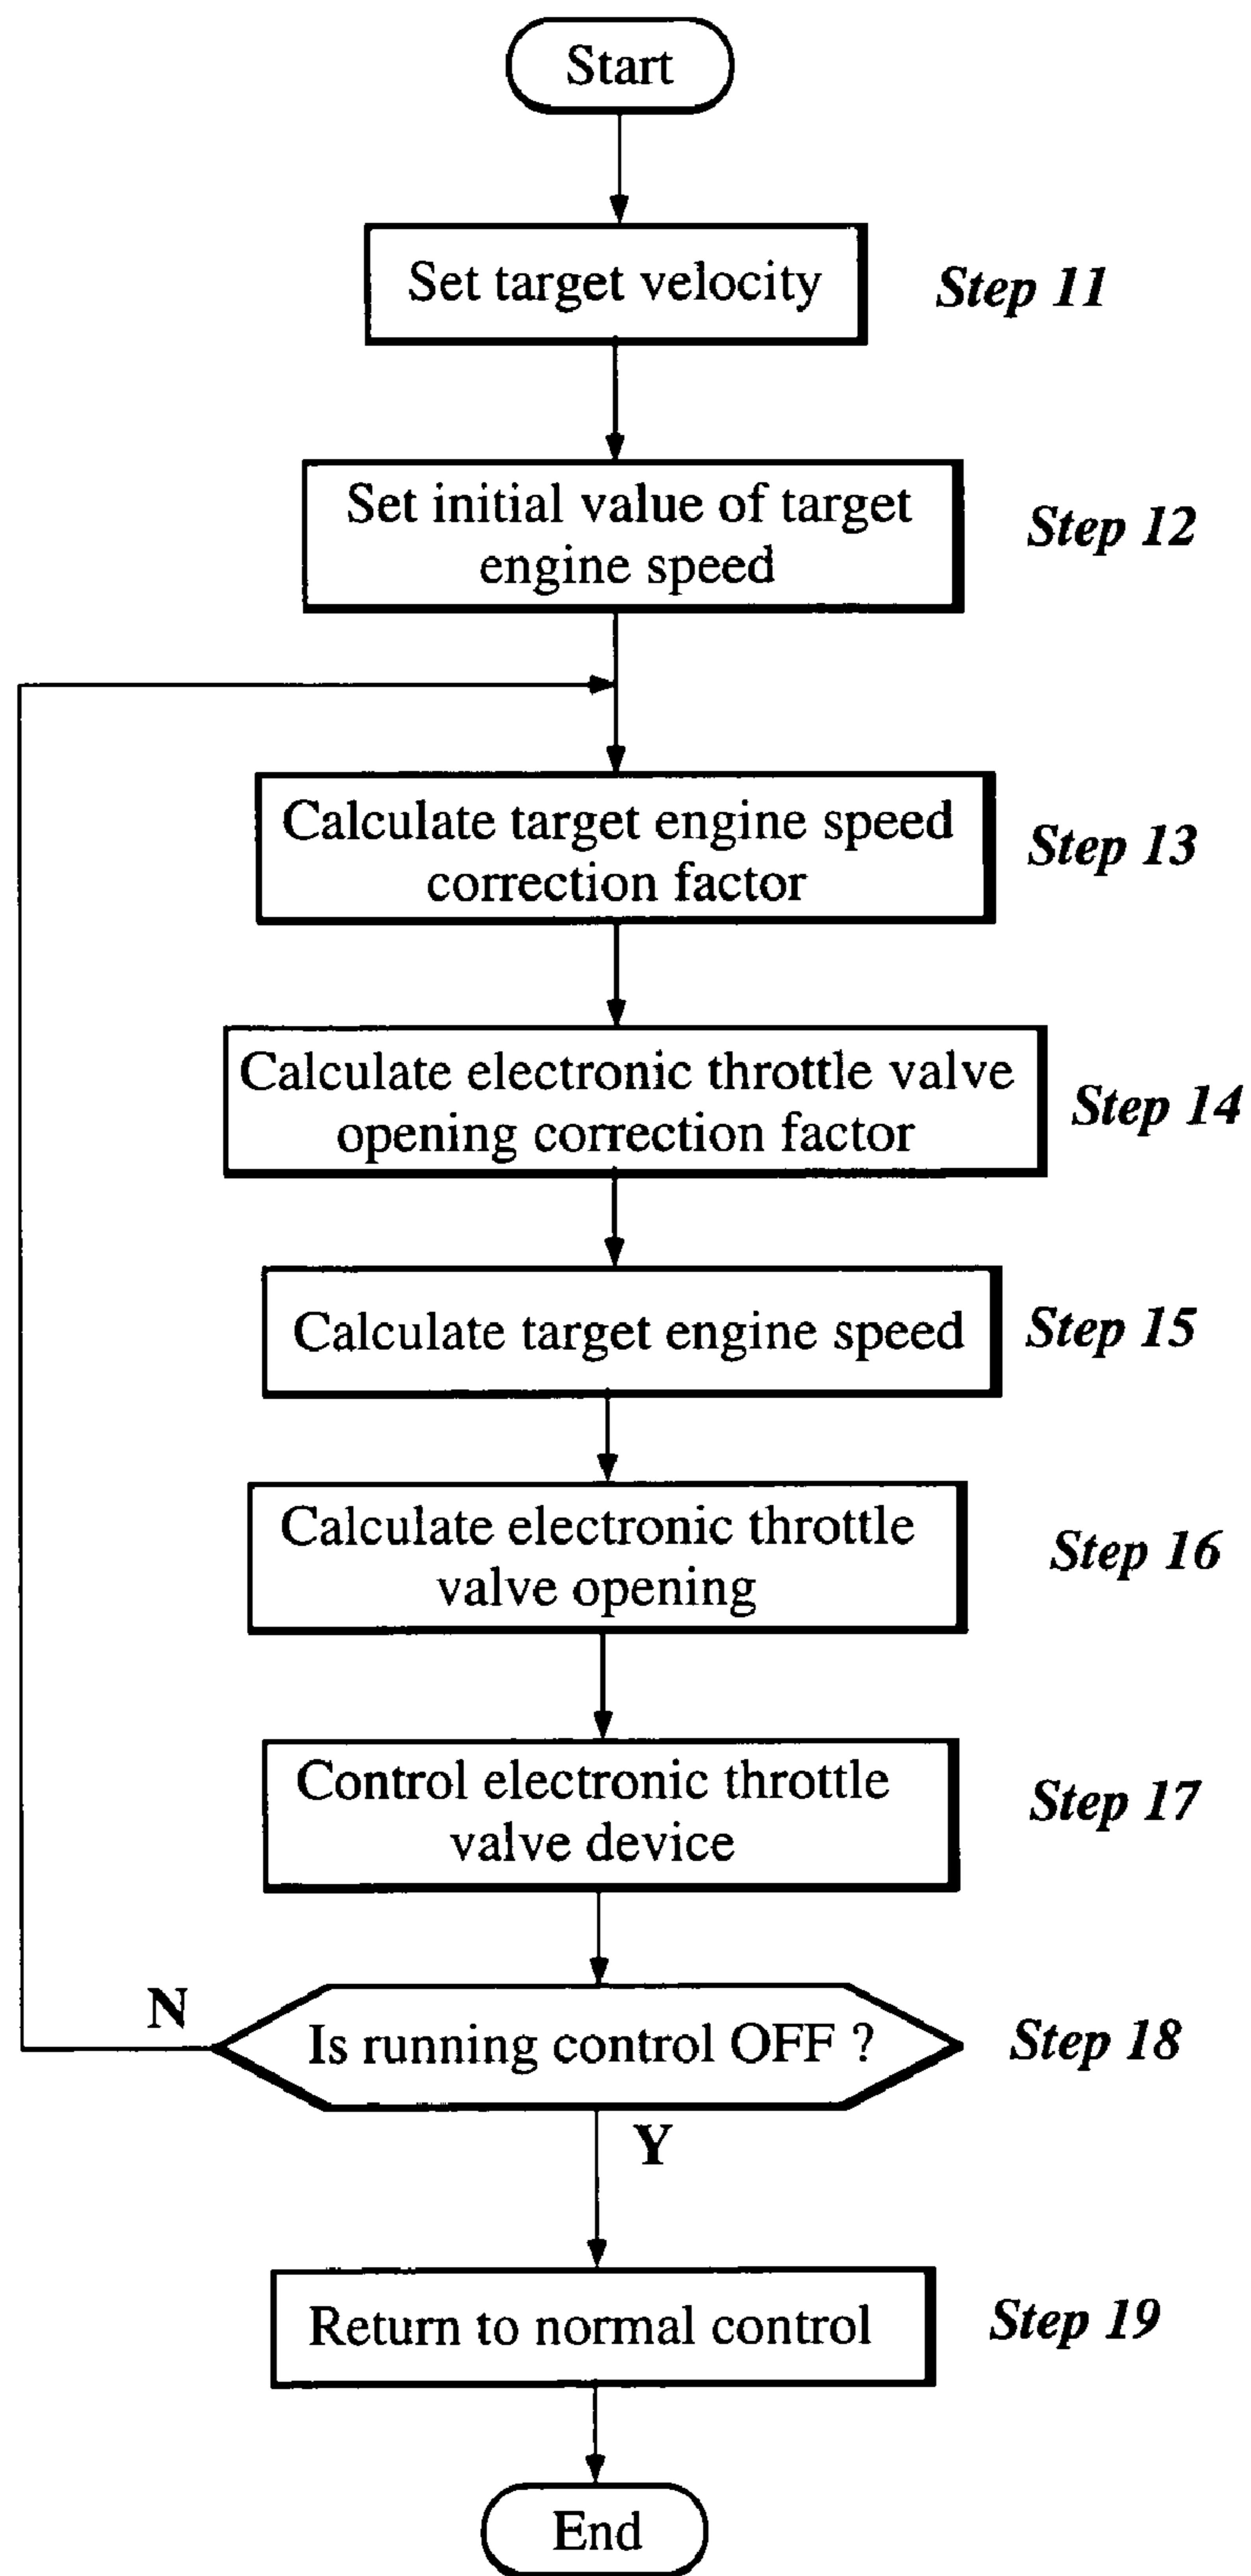 Start
Set target velocity
Step 11
Set initial value of target
engine speed
Step 12
Calculate target engine speed
correction factor
Step 13
Calculate electronic throttle valve
opening correction factor
Step 14
Calculate target engine speed
Step 15
Calculate electronic throttle
valve opening
Step 16
Control electronic throttle
valve device
Step 17
N
Is running control OFF ?
Step 18
Y
Return to normal control
Step 19
End